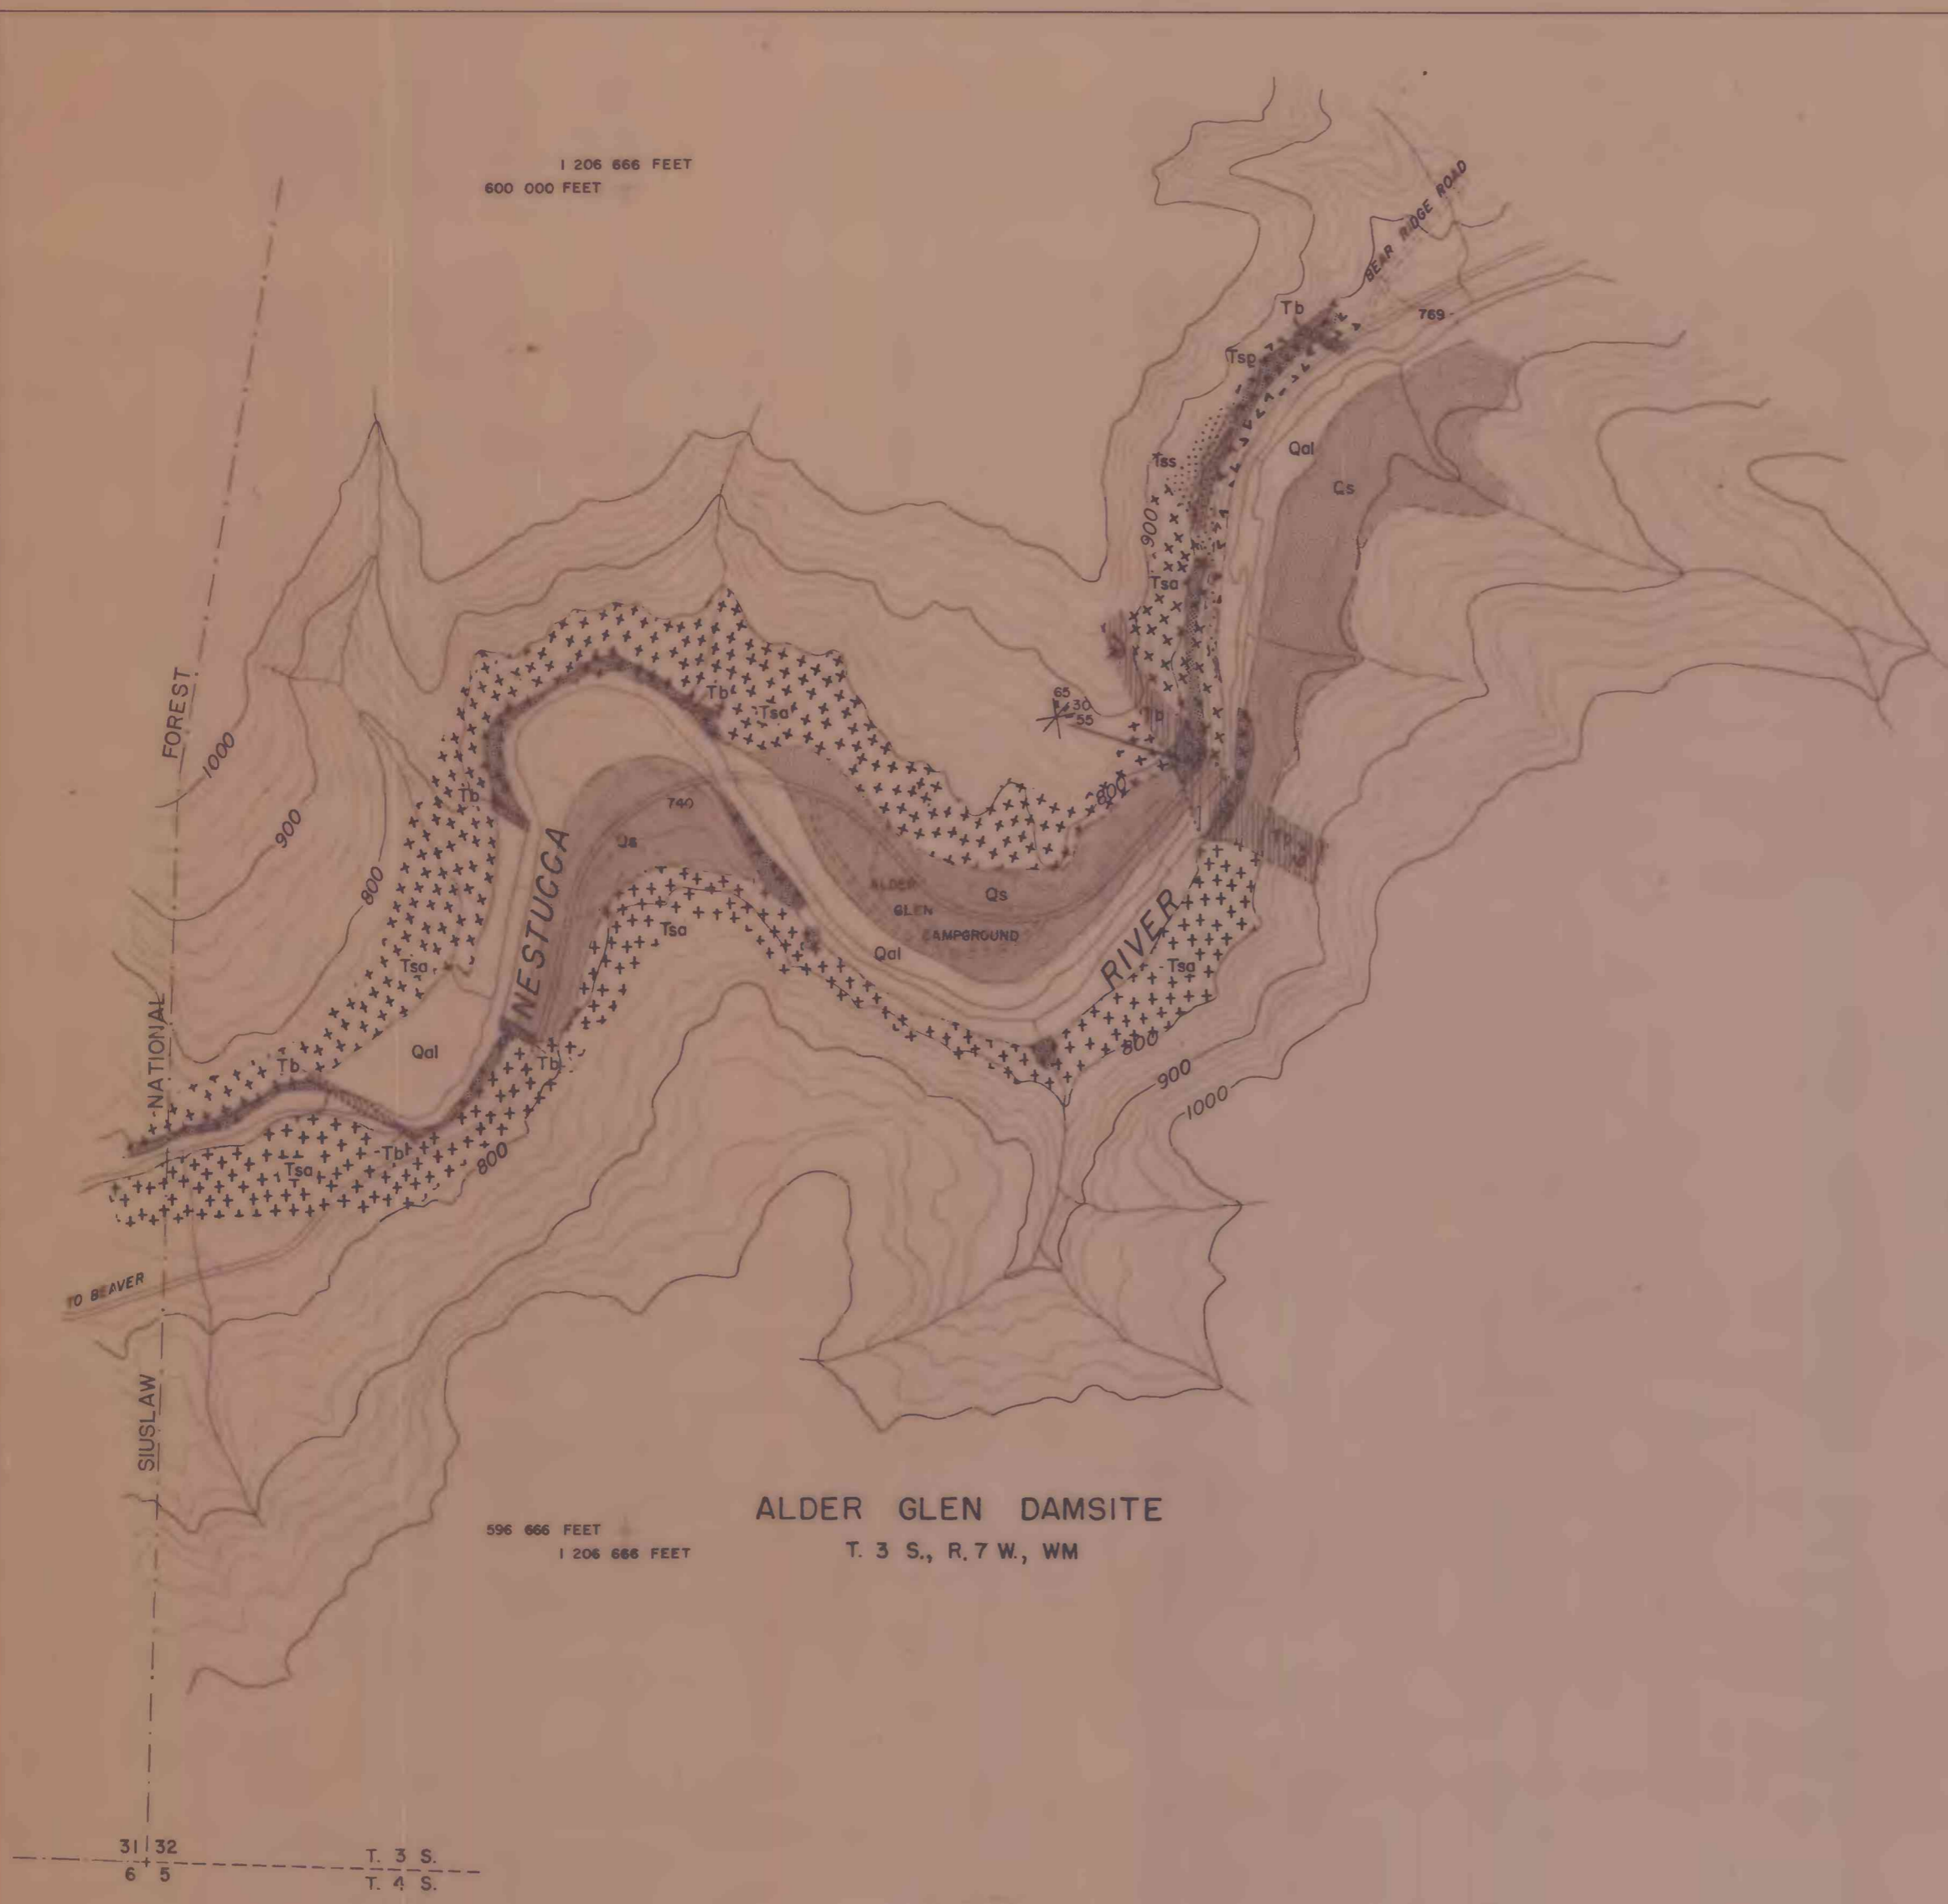 1 206 666 FEET
600 000 FEET
BEAR RIDGE ROAD
Tb
769
Tsp
Qal
Tss
Qs
900
Tsa
FOREST
1000
Tb
Tsa
65
30
55
800
Tb
740
900
800
Qs
ALDER
GLEN
CAMPGROUND
Qal
NESTUCCA
RIVER
Tsa
Tsa
Tsa
NATIONAL
Qal
Tb
Tb
800
900
1000
Tb
Tsa
800
TO BEAVER
SIUSLAW
ALDER GLEN DAMSITE
T. 3 S., R. 7 W., WM
596 666 FEET
1 206 666 FEET
31 32
6 5
T. 3 S.
T. 4 S.